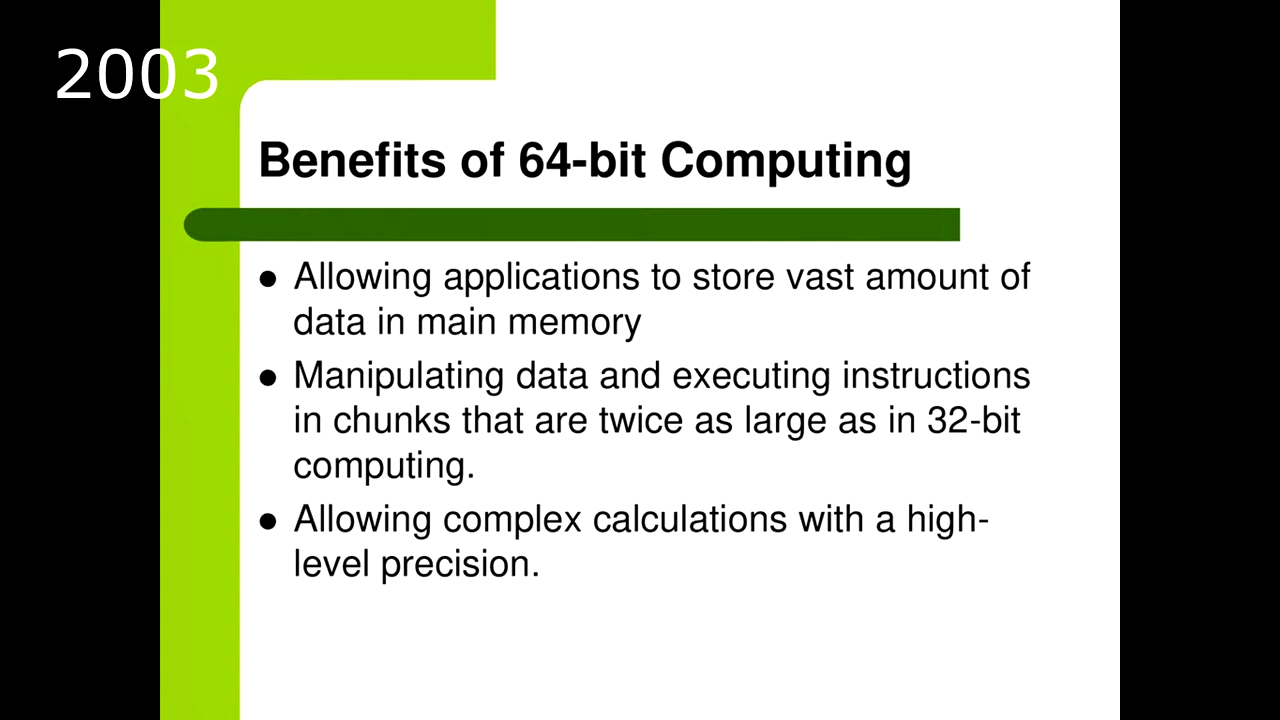 2003
Benefits of 64-bit Computing
● Allowing applications to store vast amount of
data in main memory
● Manipulating data and executing instructions
in chunks that are twice as large as in 32-bit
computing.
● Allowing complex calculations with a high-
level precision.